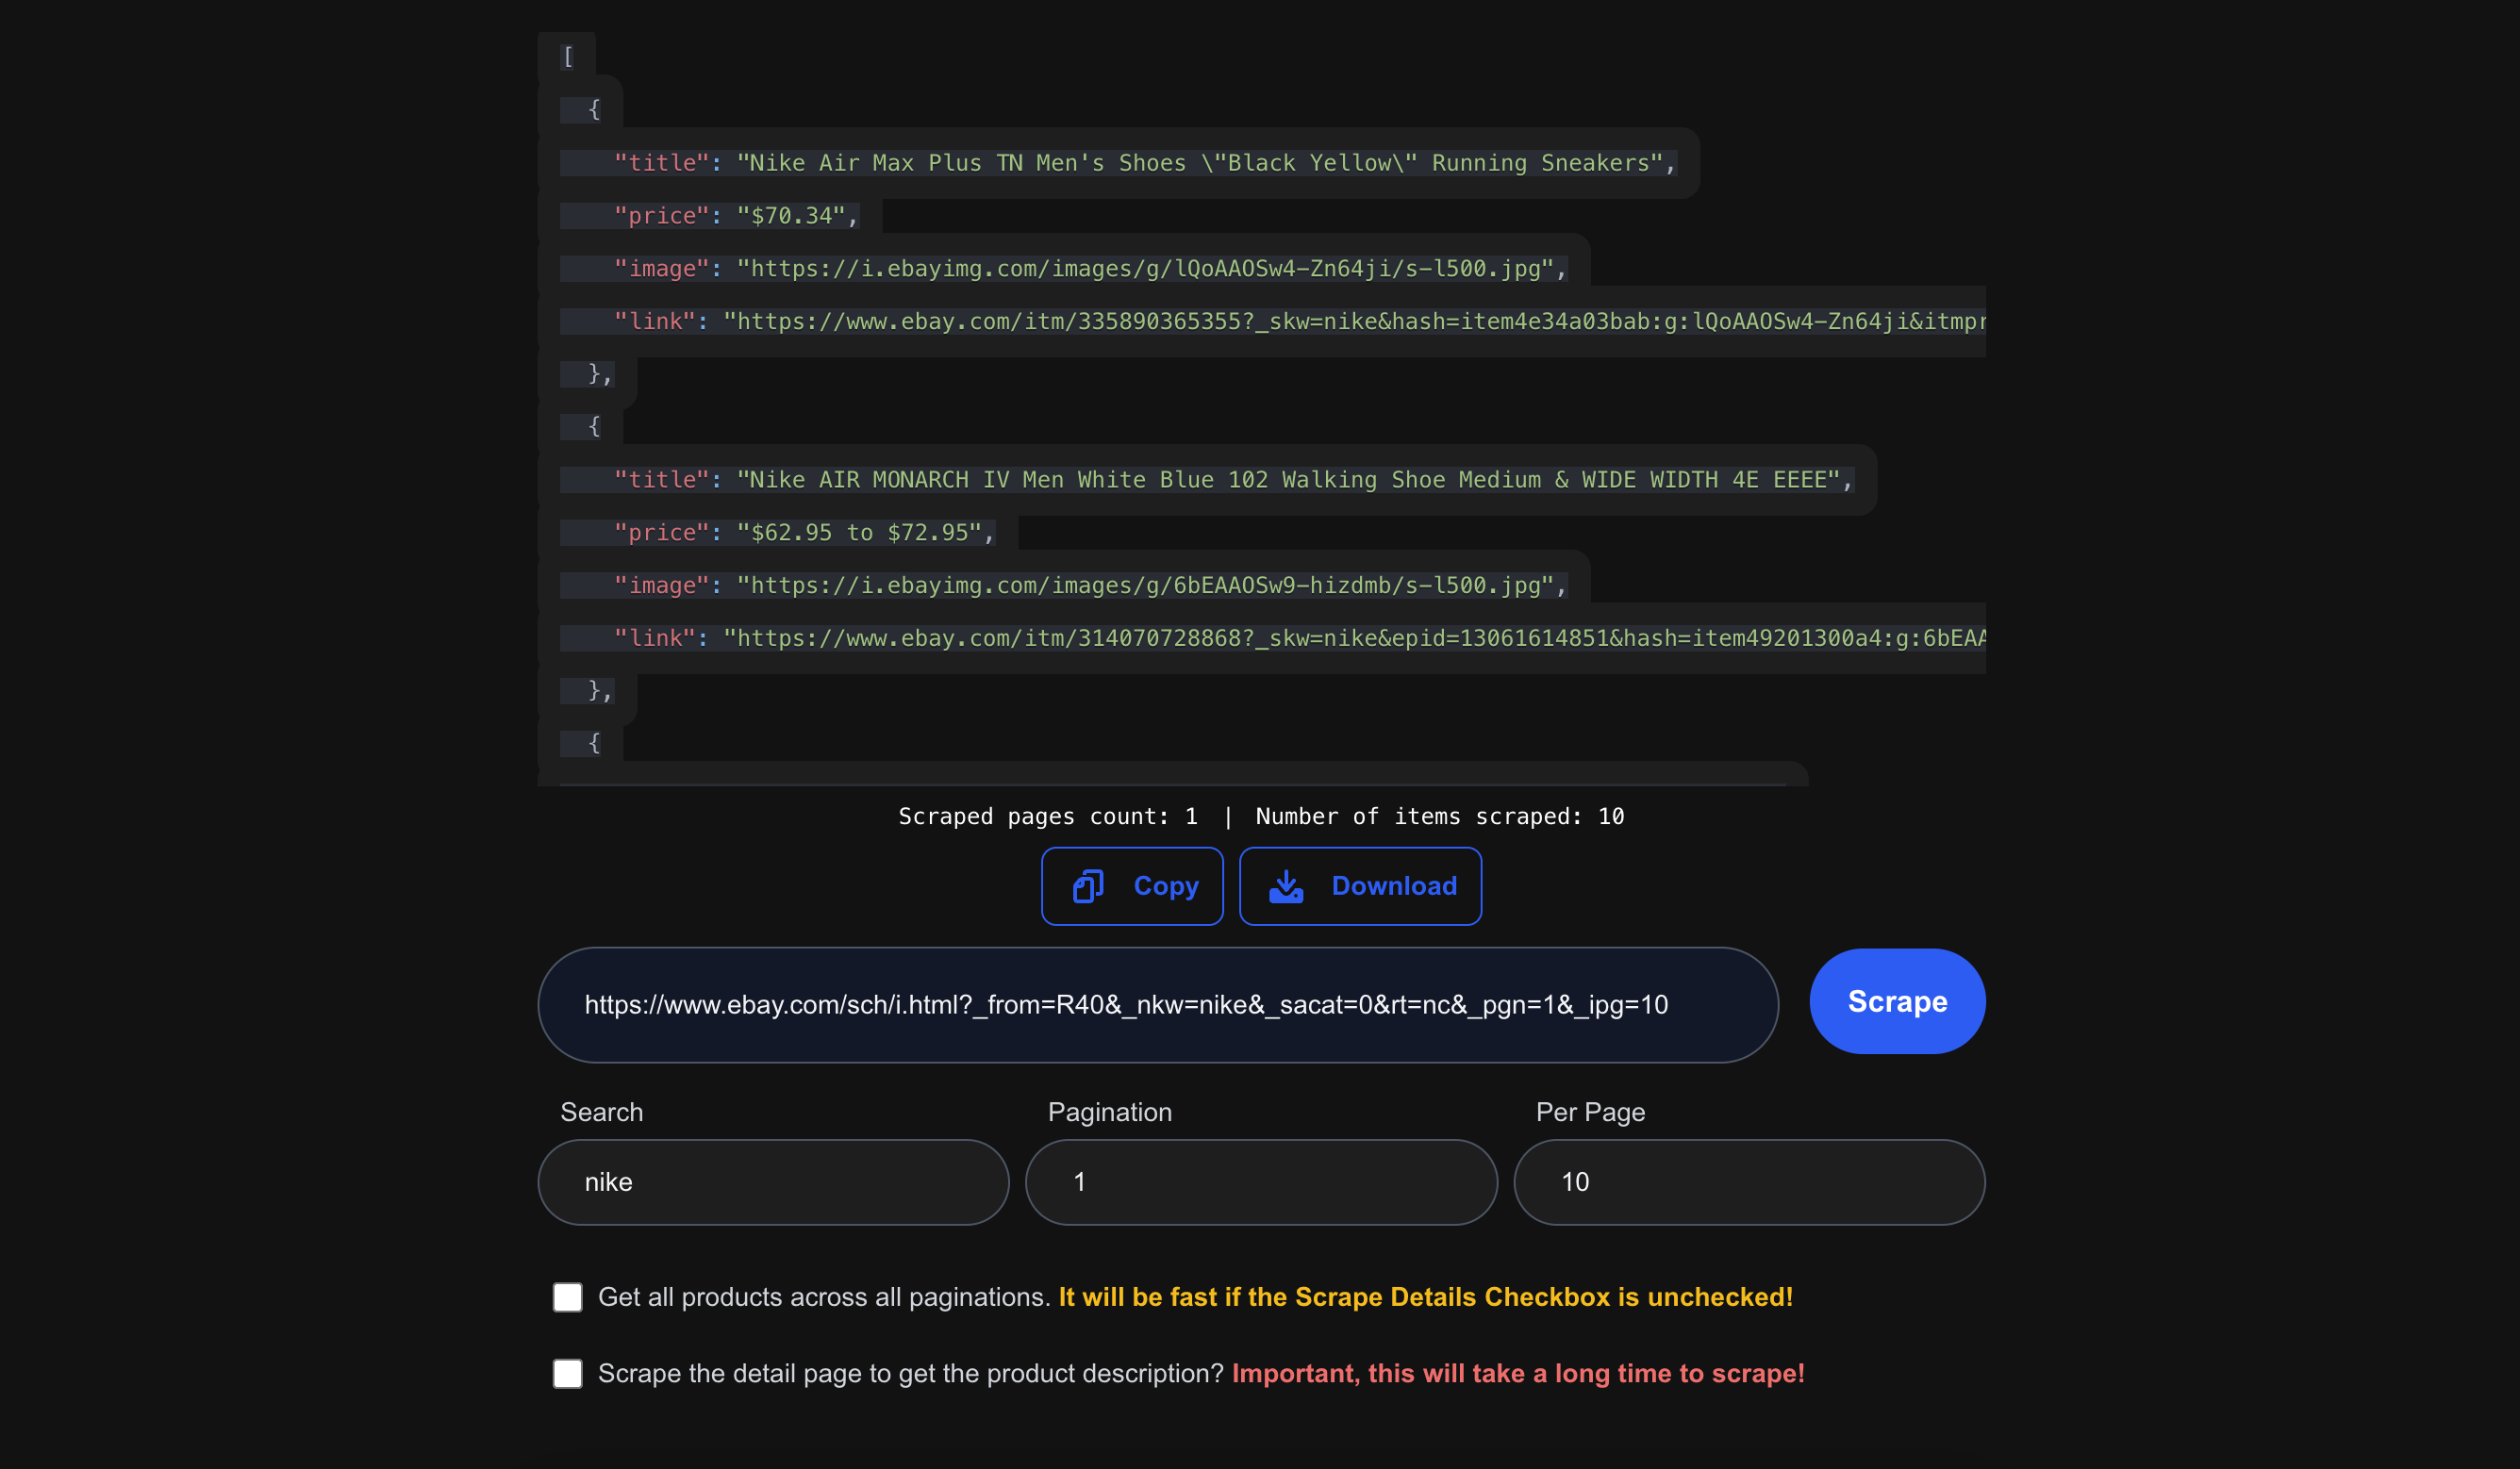 [
  {
    "title": "Nike Air Max Plus TN Men's Shoes \"Black Yellow\" Running Sneakers",
    "price": "$70.34",
    "image": "https://i.ebayimg.com/images/g/lQoAAOSw4-Zn64ji/s-l500.jpg",
    "link": "https://www.ebay.com/itm/335890365355?_skw=nike&hash=item4e34a03bab:g:lQoAAOSw4-Zn64ji&itmpr
  },
  {
    "title": "Nike AIR MONARCH IV Men White Blue 102 Walking Shoe Medium & WIDE WIDTH 4E EEEE",
    "price": "$62.95 to $72.95",
    "image": "https://i.ebayimg.com/images/g/6bEAAOSw9-hizdmb/s-l500.jpg",
    "link": "https://www.ebay.com/itm/314070728868?_skw=nike&epid=13061614851&hash=item49201300a4:g:6bEAA
  },
  {
Scraped pages count: 1 | Number of items scraped: 10
Copy Download
https://www.ebay.com/sch/i.html?_from=R40&_nkw=nike&_sacat=0&rt=nc&_pgn=1&_ipg=10 Scrape
Search Pagination Per Page
nike 1 10
Get all products across all paginations. It will be fast if the Scrape Details Checkbox is unchecked!
Scrape the detail page to get the product description? Important, this will take a long time to scrape!